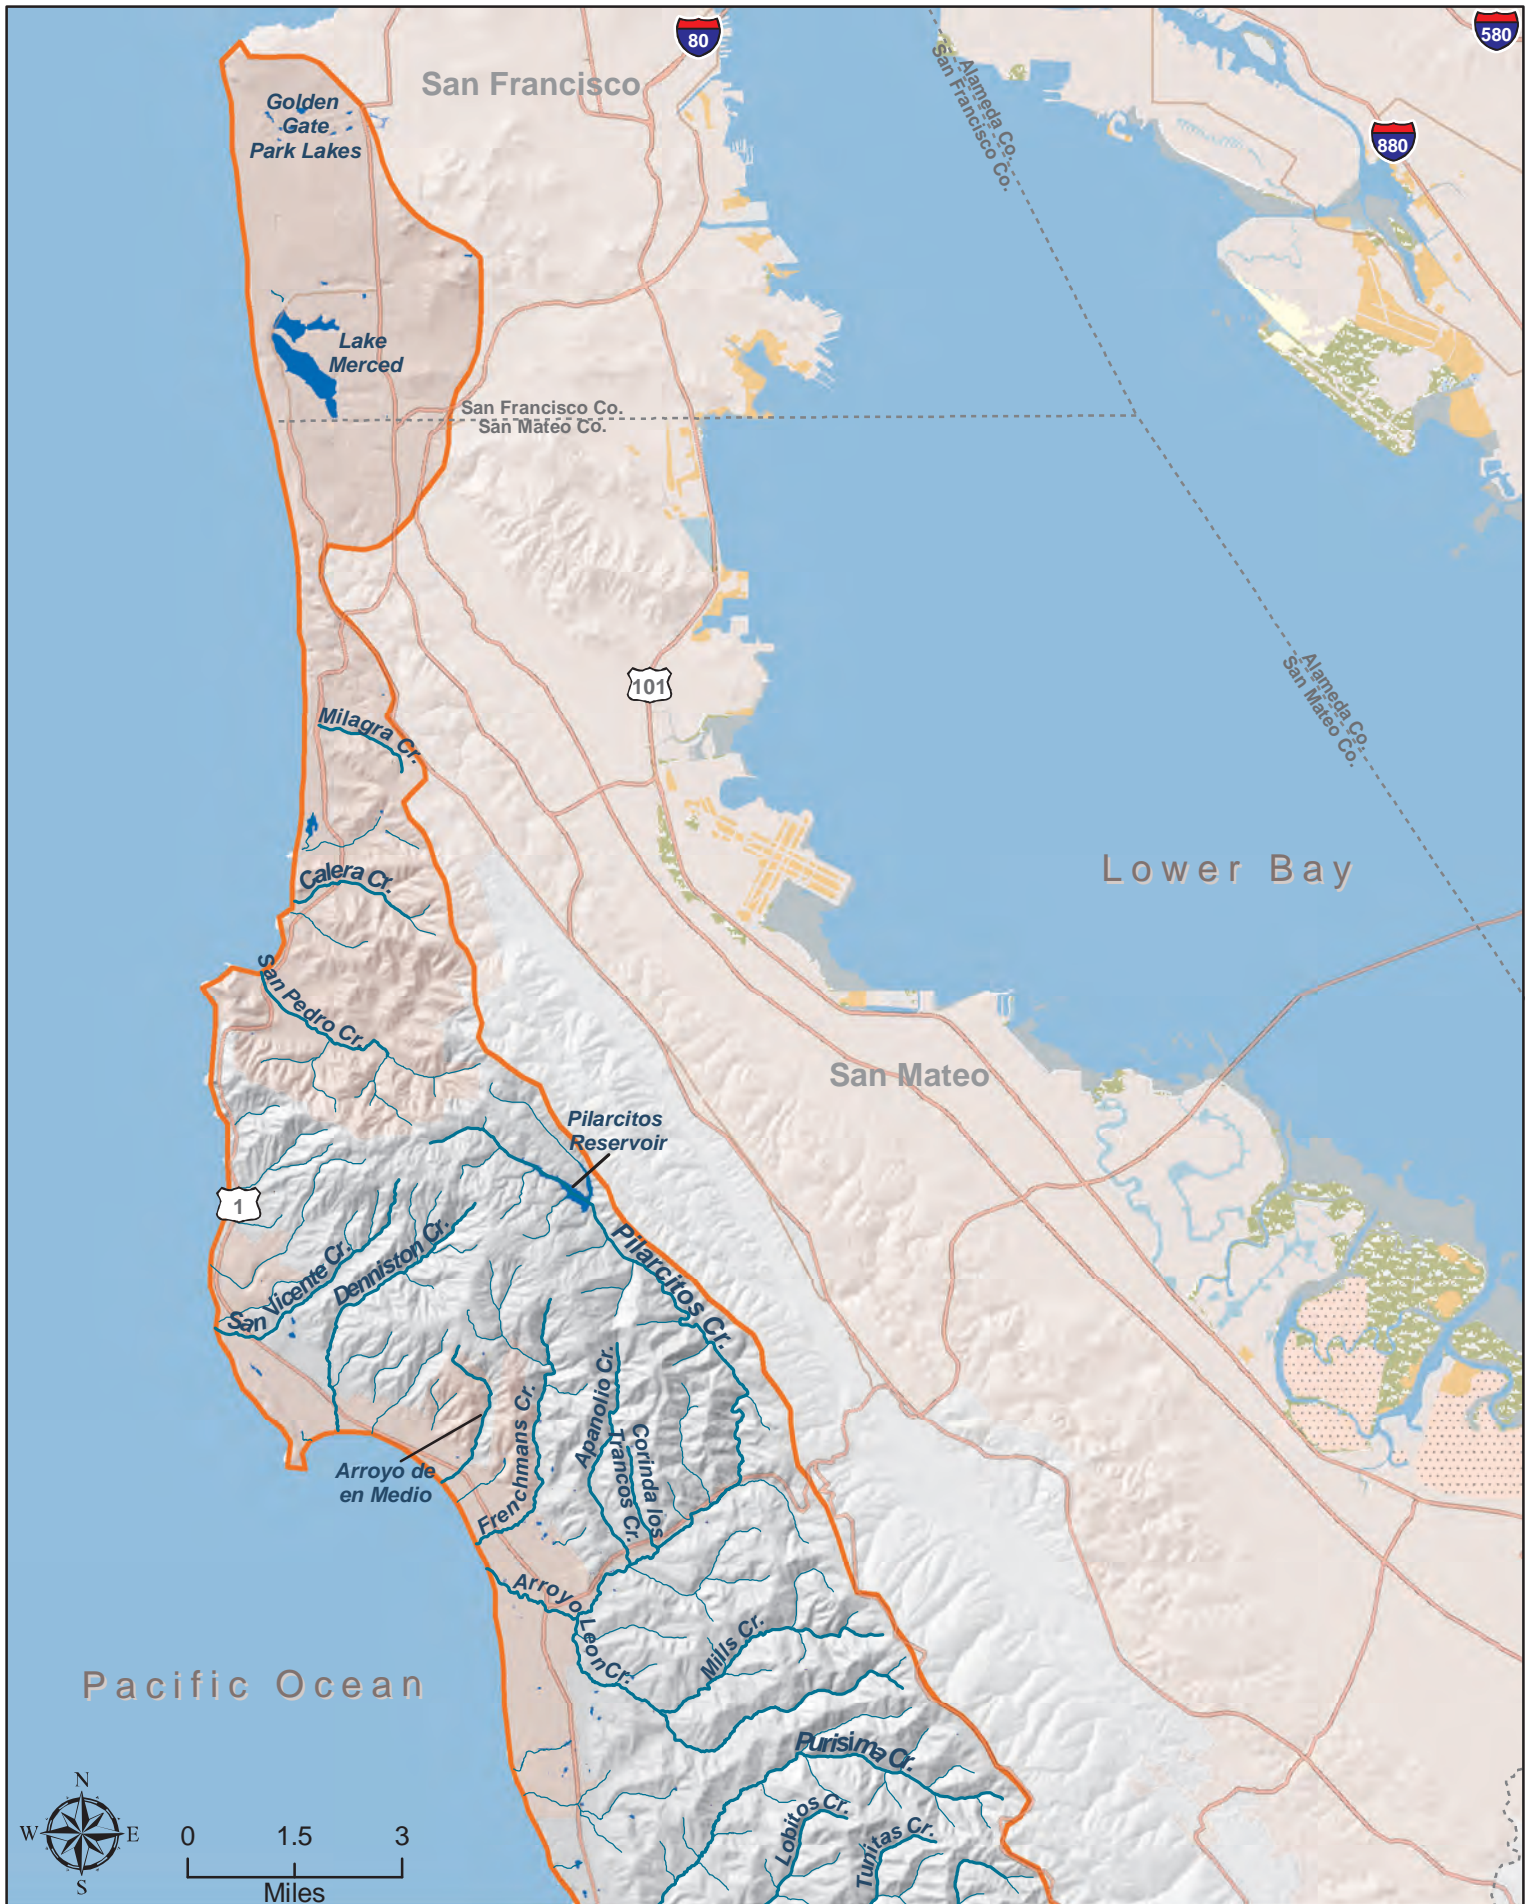 80
580
San Francisco
Golden
Gate
Park Lakes
Alameda Co.
San Francisco Co.
880
Lake
Merced
San Francisco Co.
San Mateo Co.
101
Alameda Co.
San Mateo Co.
Milagra Cr.
Lower Bay
Calera Cr.
San Pedro Cr.
San Mateo
Pilarcitos
Reservoir
1
Pilarcitos Cr.
San Vicente Cr.
Denniston Cr.
Apanolio Cr.
Corinda los
Trancos Cr.
Frenchmans Cr.
Arroyo de
en Medio
Arroyo Leon Cr.
Mills Cr.
Pacific Ocean
Purisima Cr.
Lobitos Cr.
Tunitas Cr.
N
W
E
S
0 1.5 3
Miles